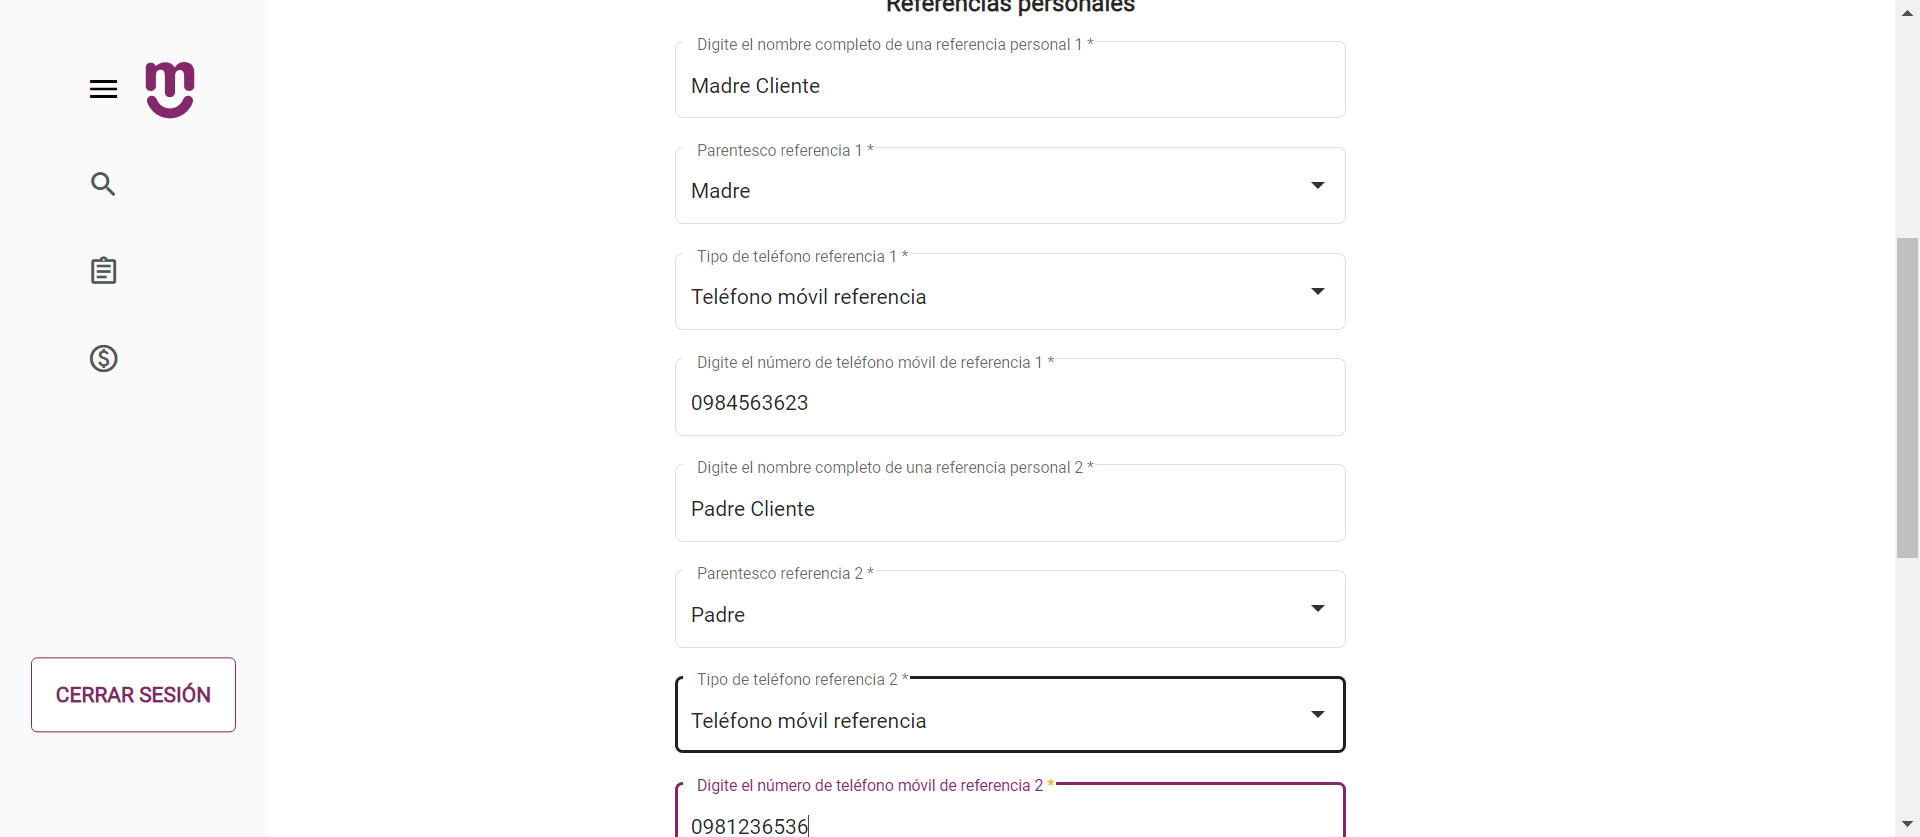 Referencias personales
Digite el nombre completo de una referencia personal 1 *
Madre Cliente
Parentesco referencia 1 *
Madre
Tipo de teléfono referencia 1 *
Teléfono móvil referencia
Digite el número de teléfono móvil de referencia 1 *
0984563623
Digite el nombre completo de una referencia personal 2 *
Padre Cliente
Parentesco referencia 2 *
Padre
Tipo de teléfono referencia 2 *
Teléfono móvil referencia
Digite el número de teléfono móvil de referencia 2 *
0981236536
CERRAR SESIÓN